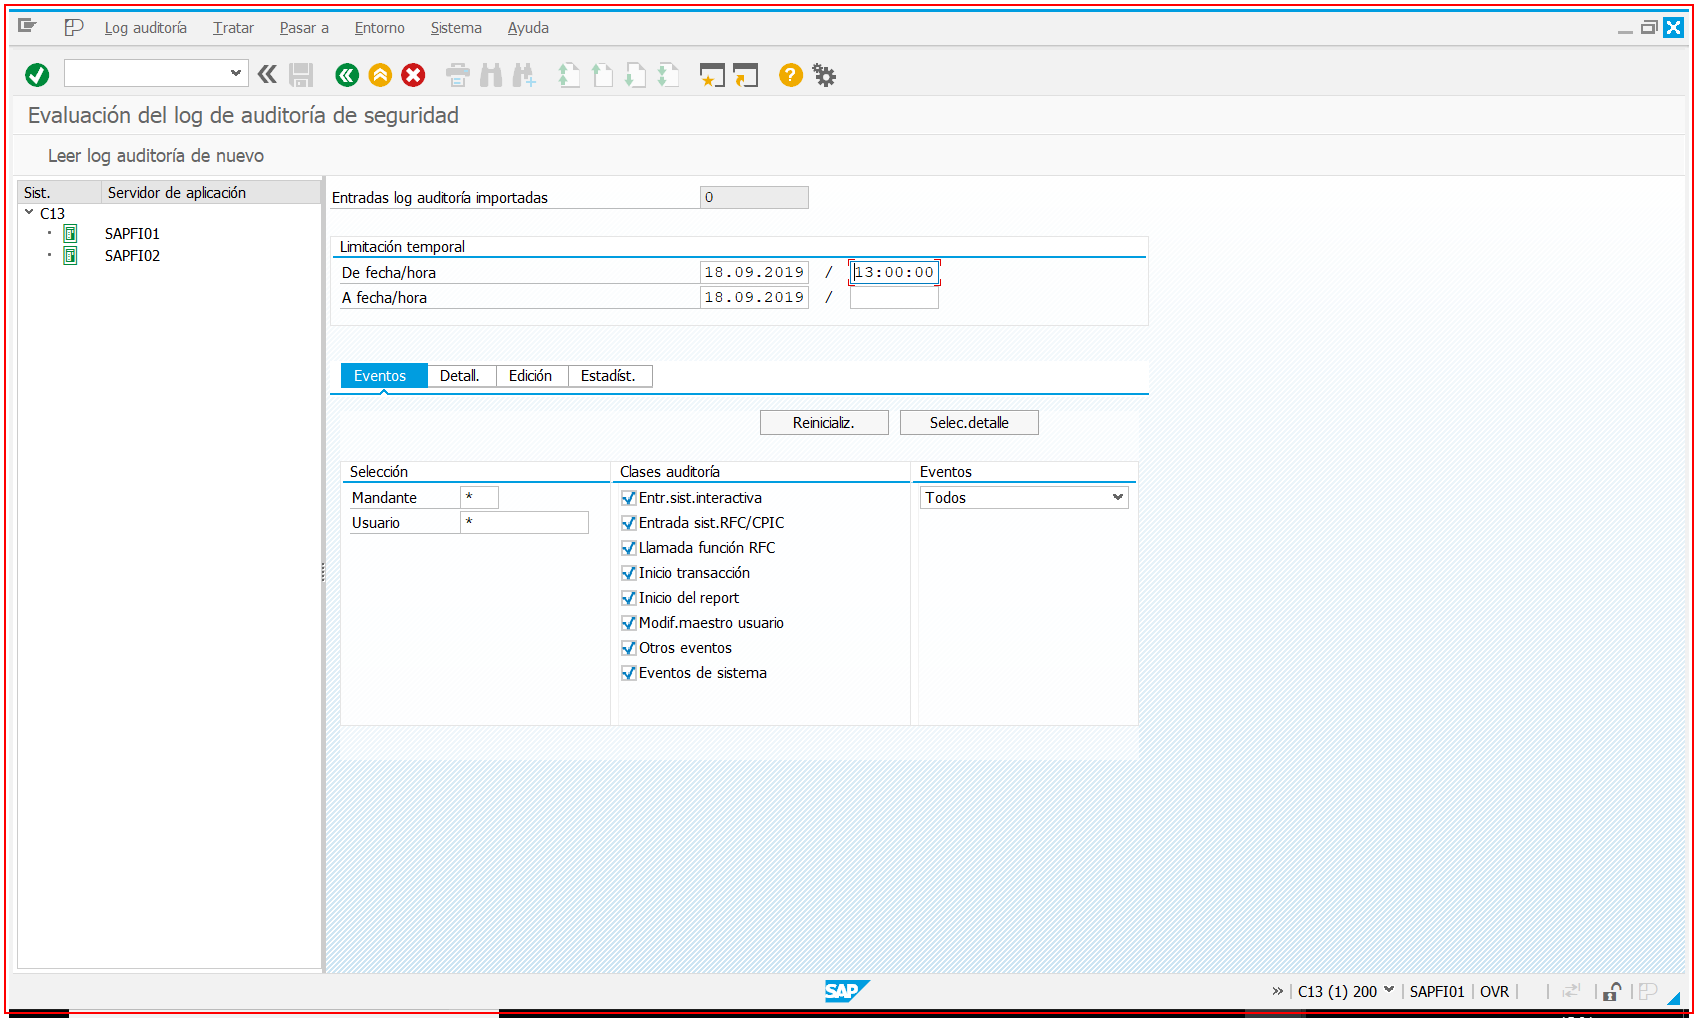 Log auditoría Tratar Pasar a Entorno Sistema Ayuda
Evaluación del log de auditoría de seguridad
Leer log auditoría de nuevo
Sist. Servidor de aplicación
C13
SAPFI01
SAPFI02
Entradas log auditoría importadas 0
Limitación temporal
De fecha/hora 18.09.2019 / 13:00:00
A fecha/hora 18.09.2019 /
Eventos Detall. Edición Estadíst.
Reinicializ. Selec.detalle
Selección Clases auditoría Eventos
Mandante * Entr.sist.interactiva Todos
Usuario * Entrada sist.RFC/CPIC
Llamada función RFC
Inicio transacción
Inicio del report
Modif.maestro usuario
Otros eventos
Eventos de sistema
SAP » C13 (1) 200 SAPFI01 OVR